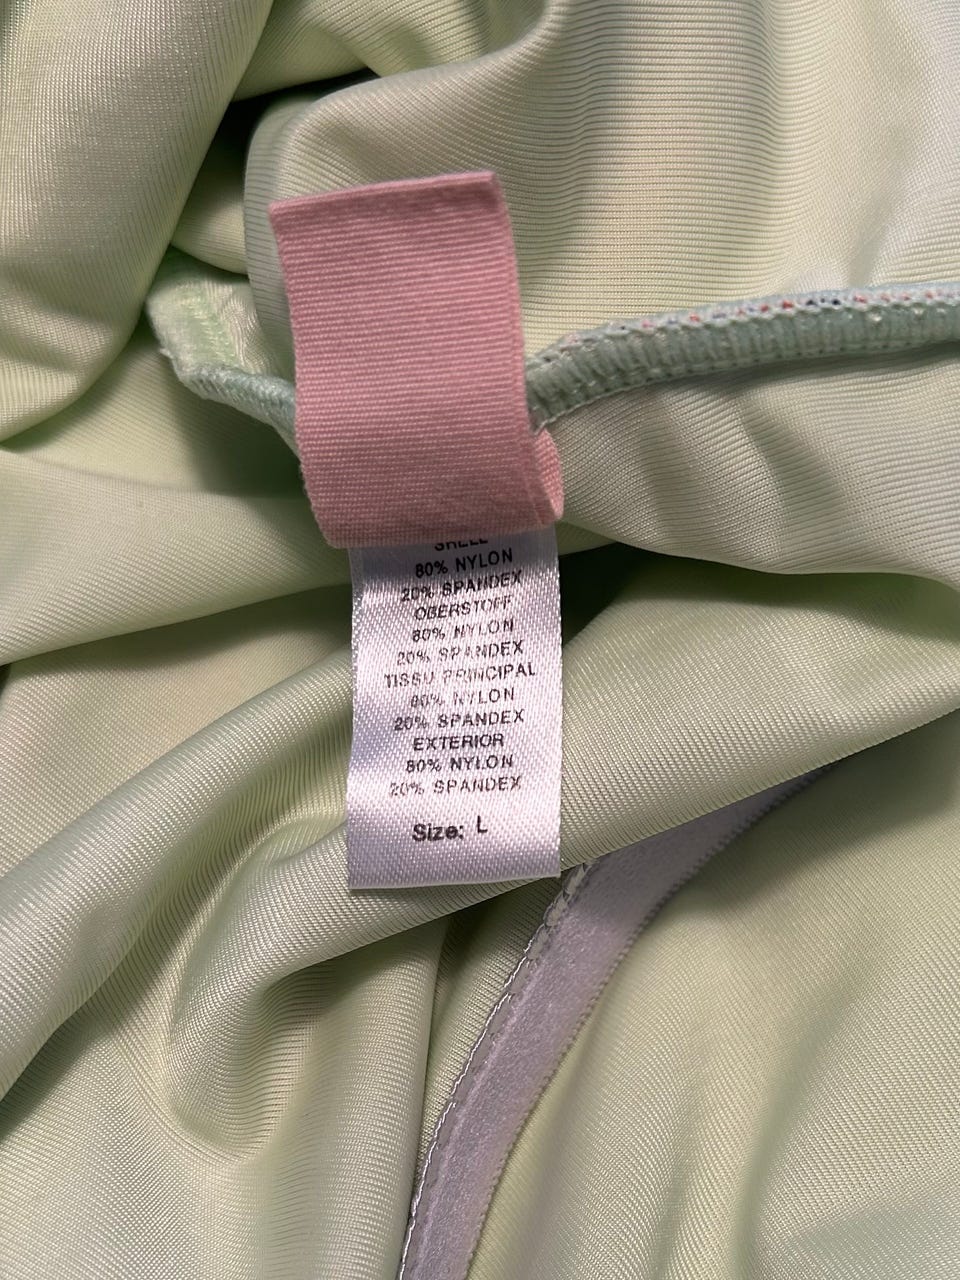 SHELL
80% NYLON
20% SPANDEX
OBERSTOFF
80% NYLON
20% SPANDEX
TISSU PRINCIPAL
80% NYLON
20% SPANDEX
EXTERIOR
80% NYLON
20% SPANDEX
Size: L